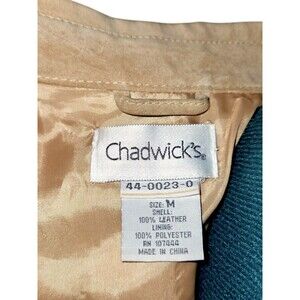 Chadwick's®
44-0023-0
SIZE: M
SHELL:
100% LEATHER
LINING:
100% POLYESTER
RN 107444
MADE IN CHINA